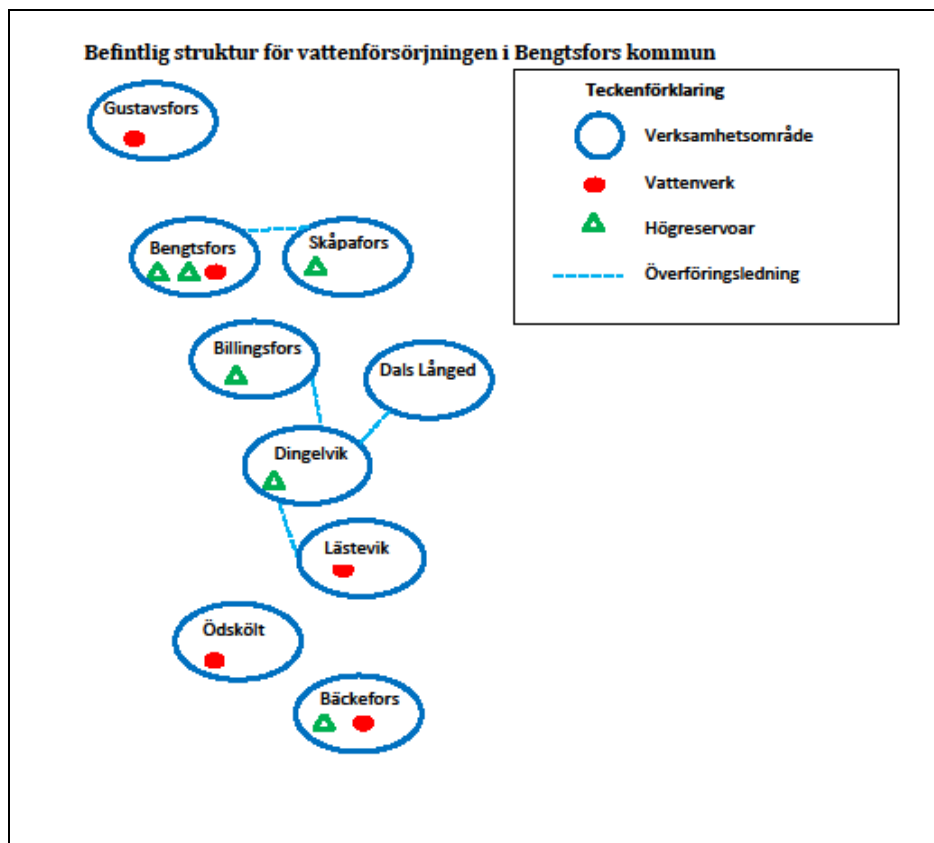 Befintlig struktur för vattenförsörjningen i Bengtsfors kommun
Teckenförklaring
Verksamhetsområde
Vattenverk
Högreservoar
Överföringsledning
Gustavsfors
Bengtsfors
Skåpafors
Billingsfors
Dals Långed
Dingelvik
Lästevik
Ödskölt
Bäckefors